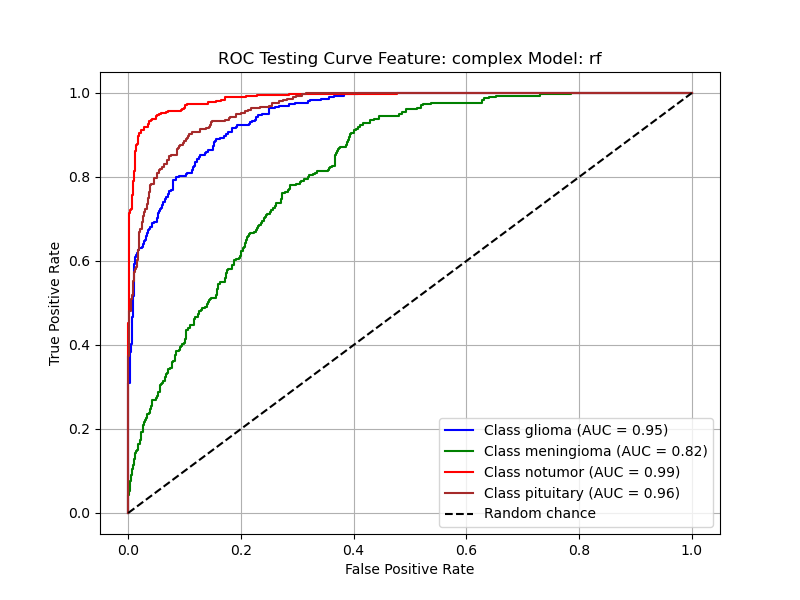 ROC Testing Curve Feature: complex Model: rf
True Positive Rate
1.0
0.8
0.6
0.4
0.2
0.0
Class glioma (AUC = 0.95)
Class meningioma (AUC = 0.82)
Class notumor (AUC = 0.99)
Class pituitary (AUC = 0.96)
Random chance
0.0 0.2 0.4 0.6 0.8 1.0
False Positive Rate